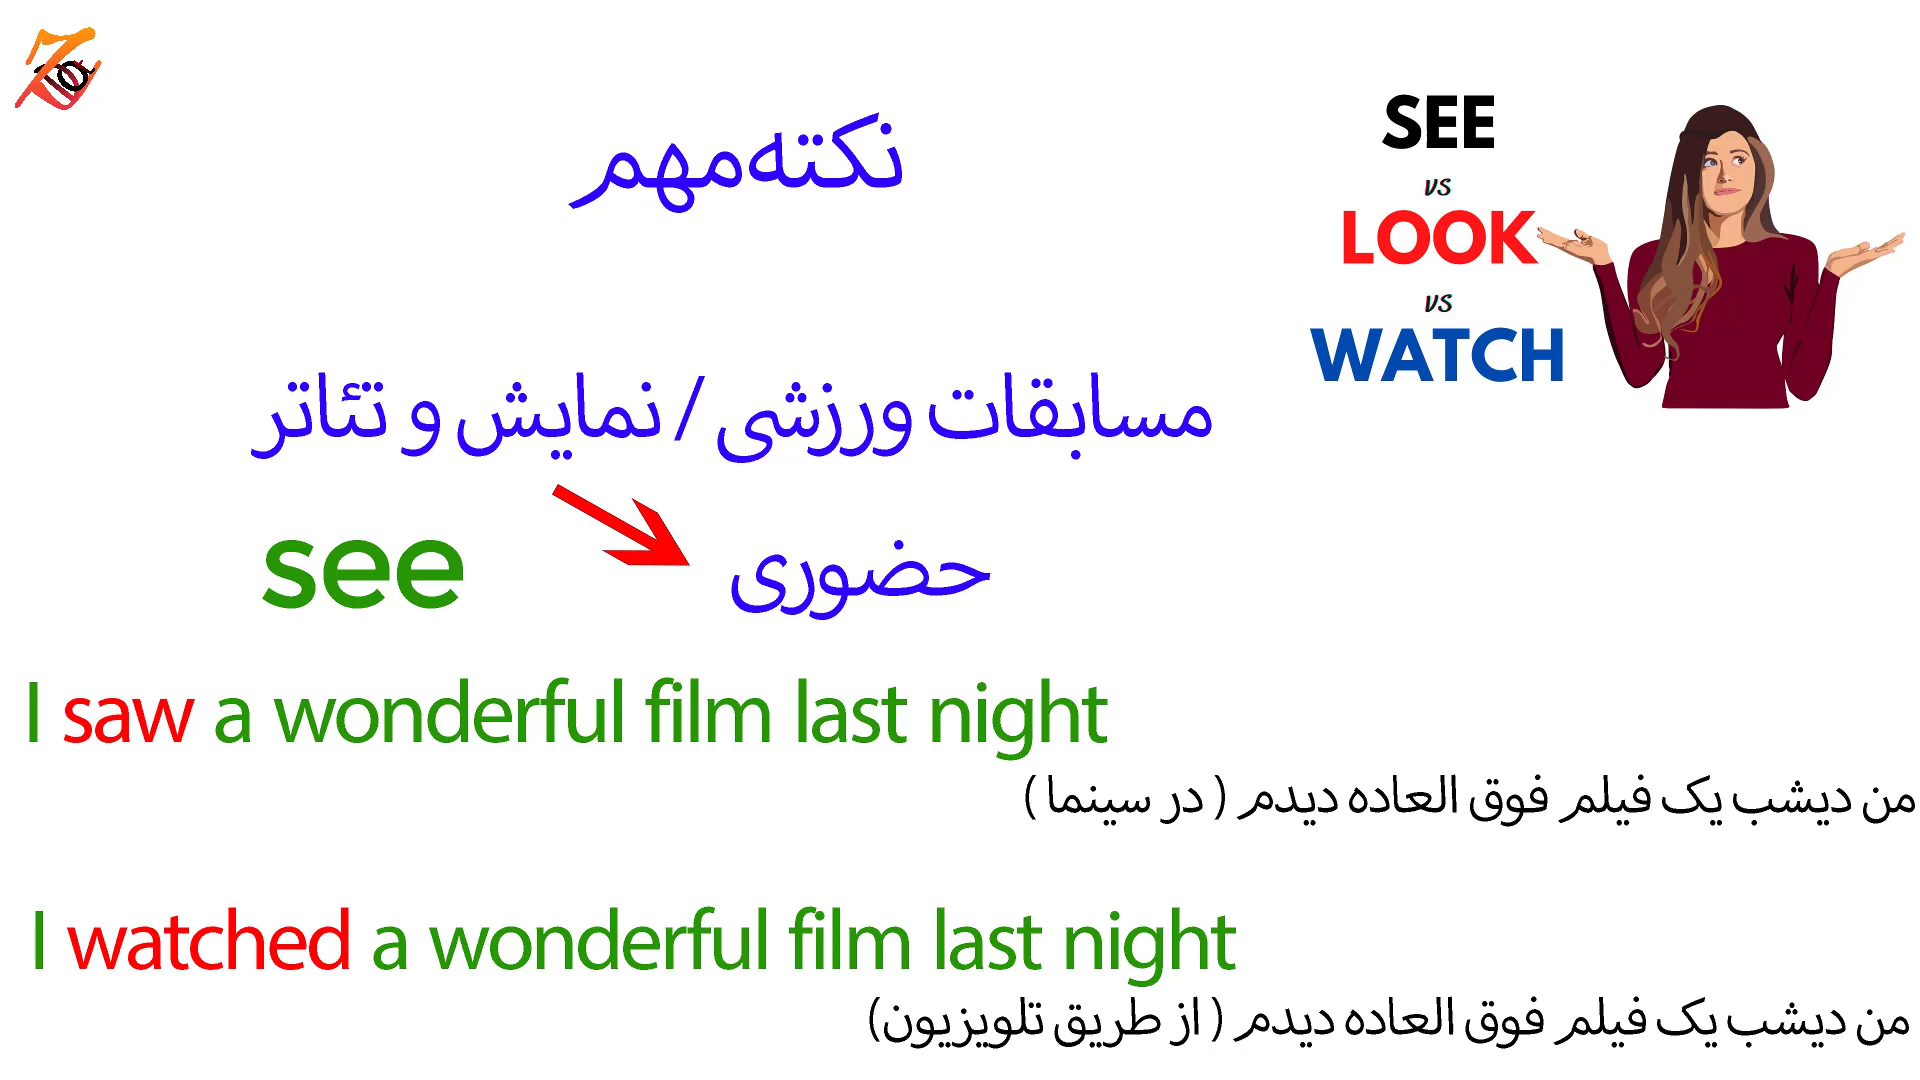 نکته مهم
SEE
vs
LOOK
vs
WATCH
مسابقات ورزشی / نمایش و تئاتر
حضوری
see
I saw a wonderful film last night
من دیشب یک فیلم فوق العاده دیدم ( در سینما )
I watched a wonderful film last night
من دیشب یک فیلم فوق العاده دیدم ( از طریق تلویزیون)